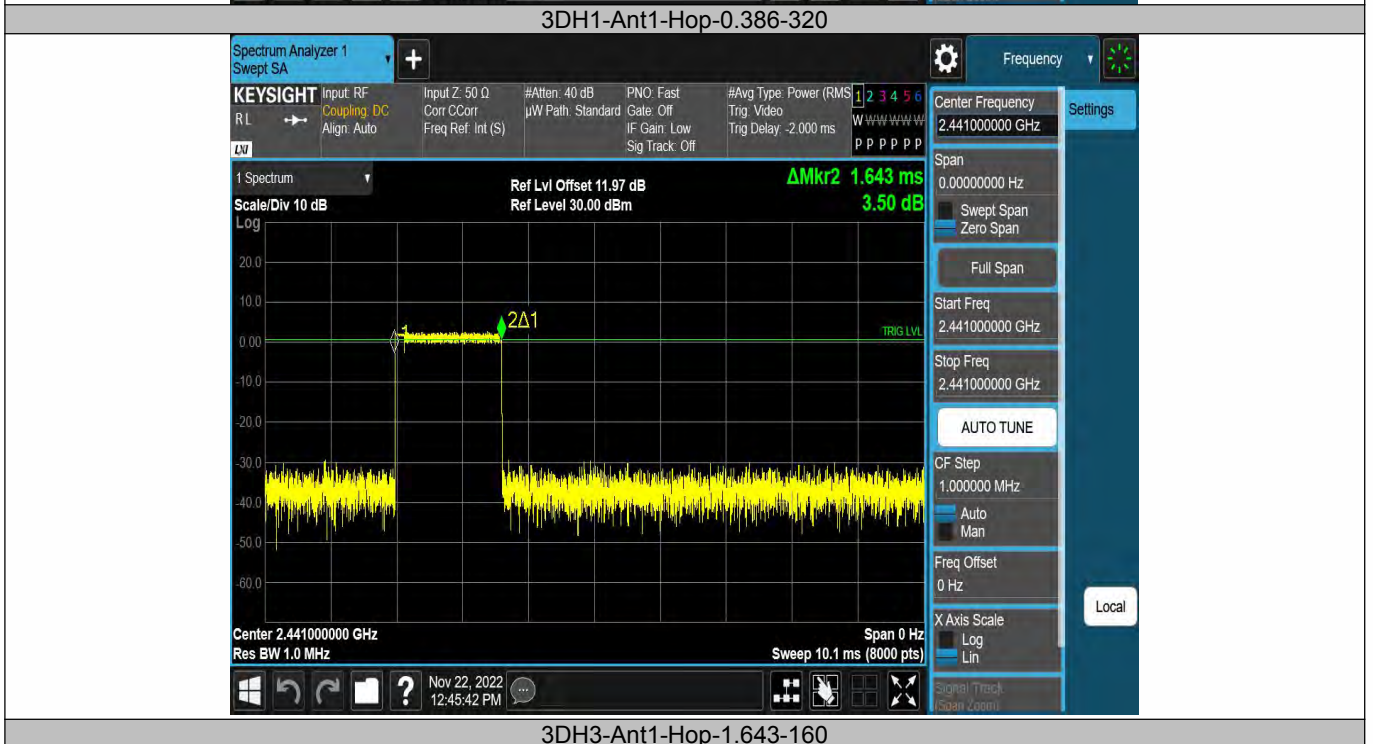 3DH1-Ant1-Hop-0.386-320
Spectrum Analyzer 1
Swept SA
+
Frequency
KEYSIGHT
RL
LXI
Input: RF
Coupling: DC
Align: Auto
Input Z: 50 Ω
Corr CCorr
Freq Ref: Int (S)
#Atten: 40 dB
µW Path: Standard
PNO: Fast
Gate: Off
IF Gain: Low
Sig Track: Off
#Avg Type: Power (RMS
Trig: Video
Trig Delay: -2.000 ms
1 2 3 4 5 6
W W W W W W
P P P P P P
Center Frequency
2.441000000 GHz
Settings
1 Spectrum
Scale/Div 10 dB
Log
Ref Lvl Offset 11.97 dB
Ref Level 30.00 dBm
ΔMkr2 1.643 ms
3.50 dB
20.0
10.0
0.00
-10.0
-20.0
-30.0
-40.0
-50.0
-60.0
1
2Δ1
TRIG LVL
Center 2.441000000 GHz
Res BW 1.0 MHz
Span 0 Hz
Sweep 10.1 ms (8000 pts)
Span
0.00000000 Hz
Swept Span
Zero Span
Full Span
Start Freq
2.441000000 GHz
Stop Freq
2.441000000 GHz
AUTO TUNE
CF Step
1.000000 MHz
Auto
Man
Freq Offset
0 Hz
X Axis Scale
Log
Lin
Signal Track
(Span Zoom)
Local
?
Nov 22, 2022
12:45:42 PM
3DH3-Ant1-Hop-1.643-160